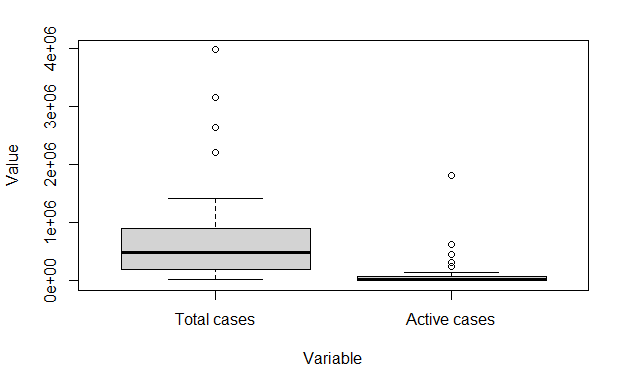 4e+06
3e+06
2e+06
1e+06
0e+00
Value
Total cases
Active cases
Variable